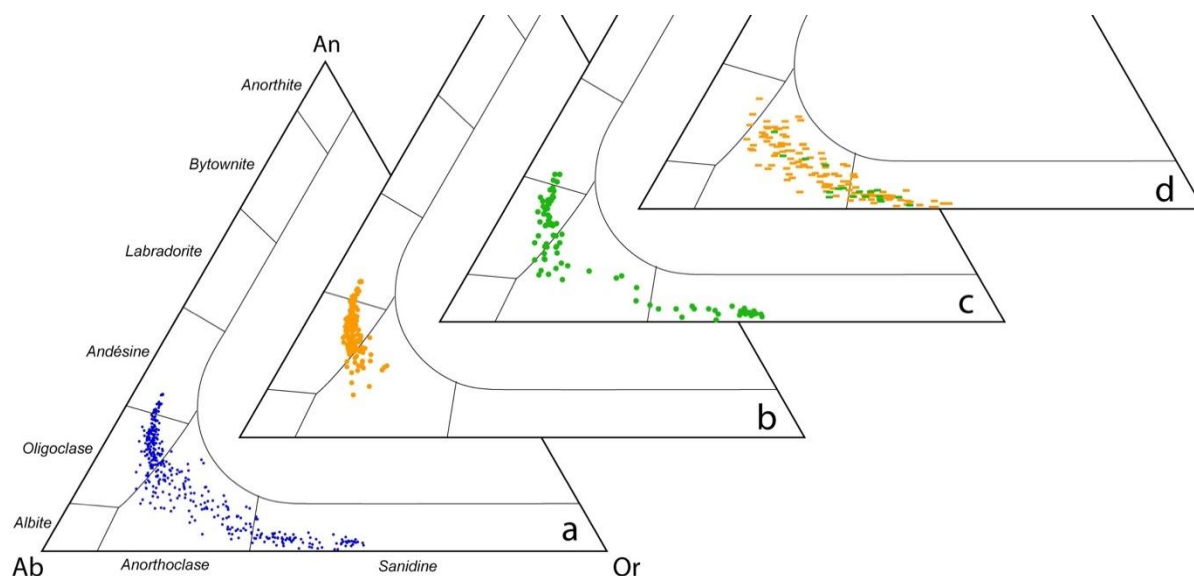 An
Anorthite
Bytownite
Labradorite
Andésine
Oligoclase
Albite
Ab
Anorthoclase
Sanidine
Or
a
b
c
d